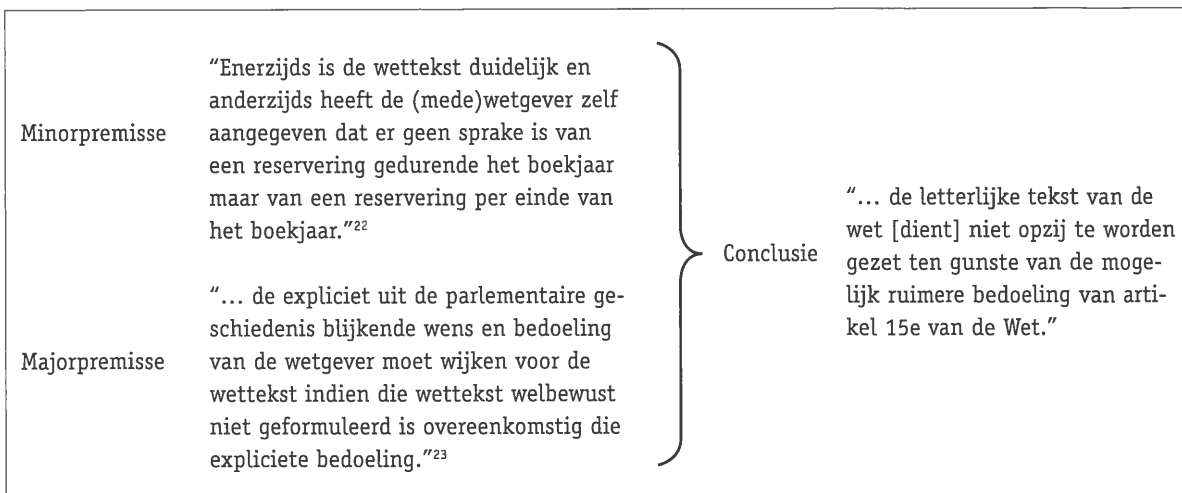 Minorpremisse
“Enerzijds is de wettekst duidelijk en
anderzijds heeft de (mede)wetgever zelf
aangegeven dat er geen sprake is van
een reservering gedurende het boekjaar
maar van een reservering per einde van
het boekjaar.”22
Majorpremisse
“... de expliciet uit de parlementaire ge-
schiedenis blijkende wens en bedoeling
van de wetgever moet wijken voor de
wettekst indien die wettekst welbewust
niet geformuleerd is overeenkomstig die
expliciete bedoeling.”23
Conclusie
“... de letterlijke tekst van de
wet [dient] niet opzij te worden
gezet ten gunste van de moge-
lijk ruimere bedoeling van arti-
kel 15e van de Wet.”